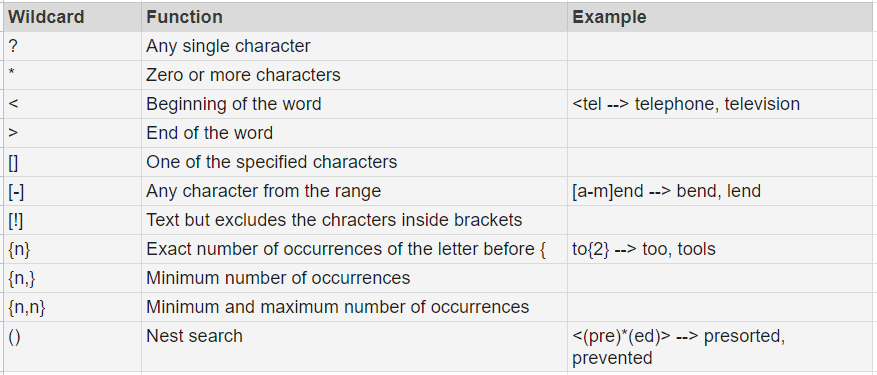 Wildcard Function Example
? Any single character
* Zero or more characters
< Beginning of the word <tel --> telephone, television
> End of the word
[] One of the specified characters
[-] Any character from the range [a-m]end --> bend, lend
[!] Text but excludes the chracters inside brackets
{n} Exact number of occurrences of the letter before { to{2} --> too, tools
{n,} Minimum number of occurrences
{n,n} Minimum and maximum number of occurrences
() Nest search <(pre)*(ed)> --> presorted,
prevented